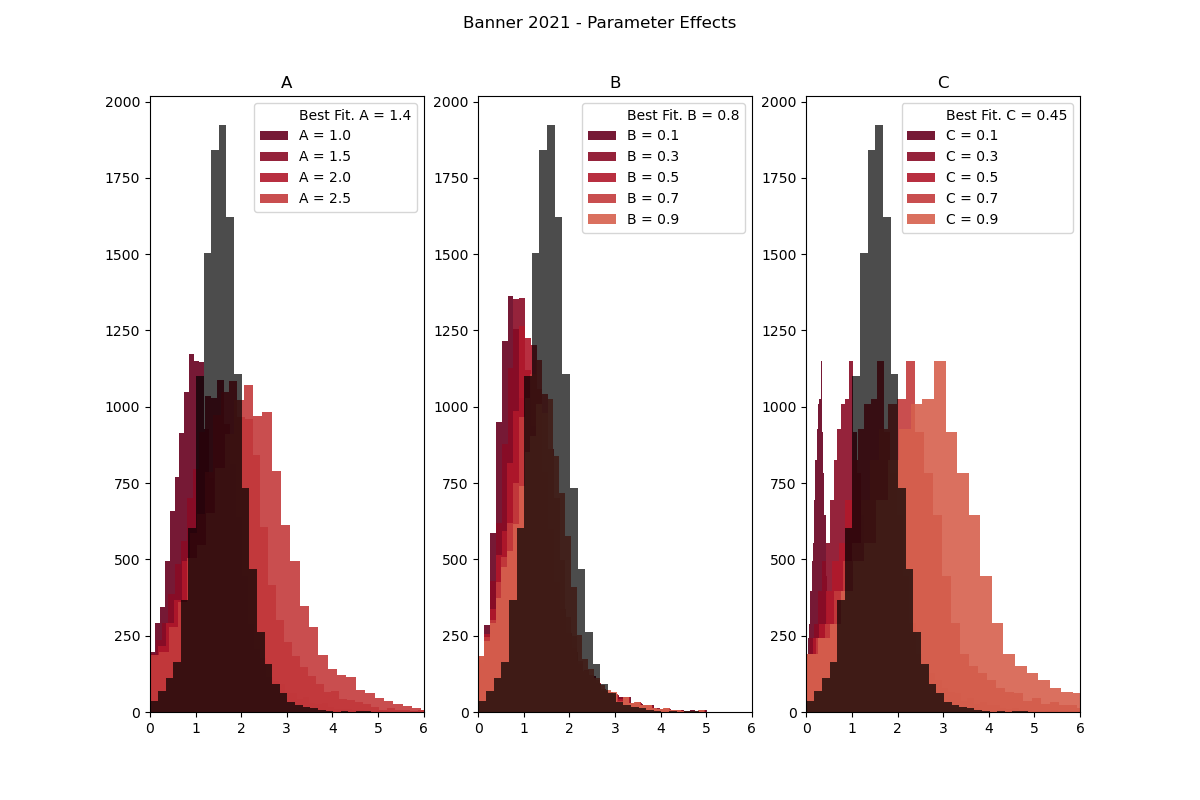 Banner 2021 - Parameter Effects
A
Best Fit. A = 1.4
A = 1.0
A = 1.5
A = 2.0
A = 2.5
2000
1750
1500
1250
1000
750
500
250
0
0 1 2 3 4 5 6
B
Best Fit. B = 0.8
B = 0.1
B = 0.3
B = 0.5
B = 0.7
B = 0.9
2000
1750
1500
1250
1000
750
500
250
0
0 1 2 3 4 5 6
C
Best Fit. C = 0.45
C = 0.1
C = 0.3
C = 0.5
C = 0.7
C = 0.9
2000
1750
1500
1250
1000
750
500
250
0
0 1 2 3 4 5 6